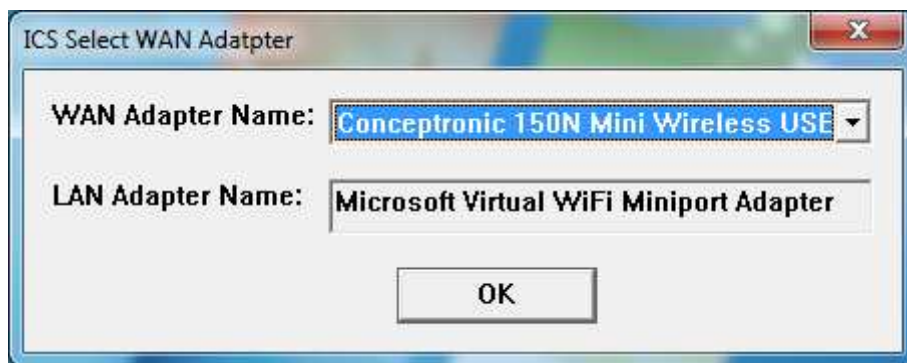 ICS Select WAN Adatpter
WAN Adapter Name: Conceptronic 150N Mini Wireless USB
LAN Adapter Name: Microsoft Virtual WiFi Miniport Adapter
OK